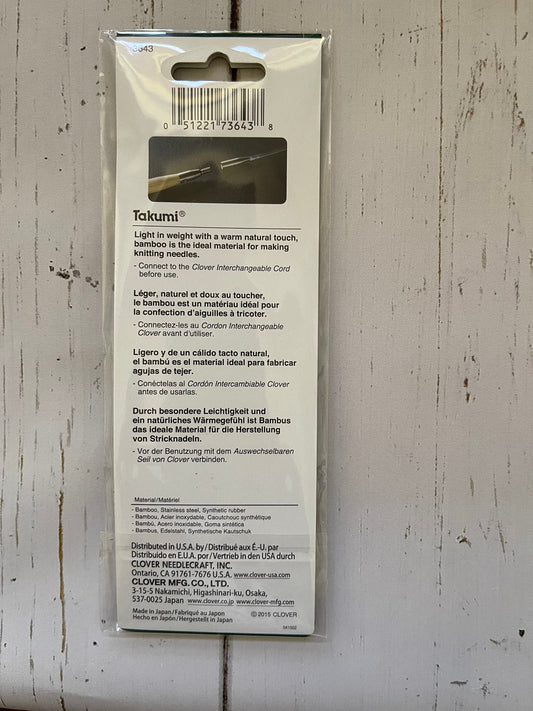 3643
0 51221 73643 8
Takumi®
Light in weight with a warm natural touch,
bamboo is the ideal material for making
knitting needles.
- Connect to the Clover Interchangeable Cord
before use.
Léger, naturel et doux au toucher,
le bambou est un matériau idéal pour
la confection d'aiguilles à tricoter.
- Connectez-les au Cordon Interchangeable
Clover avant d'utiliser.
Ligero y de un cálido tacto natural,
el bambú es el material ideal para fabricar
agujas de tejer.
- Conéctelas al Cordón Intercambiable Clover
antes de usarlas.
Durch besondere Leichtigkeit und
ein natürliches Wärmegefühl ist Bambus
das ideale Material für die Herstellung
von Stricknadeln.
- Vor der Benutzung mit dem Auswechselbaren
Seil von Clover verbinden.
Material/Matériel
- Bamboo, Stainless steel, Synthetic rubber
- Bambou, Acier inoxydable, Caoutchouc synthétique
- Bambú, Acero inoxidable, Goma sintética
- Bambus, Edelstahl, Synthetische Kautschuk
Distributed in U.S.A. by/Distribué aux É.-U. par
Distribuido en E.U.A. por/Vertrieb in den USA durch
CLOVER NEEDLECRAFT, INC.
Ontario, CA 91761-7676 U.S.A. www.clover-usa.com
CLOVER MFG.CO., LTD.
3-15-5 Nakamichi, Higashinari-ku, Osaka,
537-0025 Japan www.clover.co.jp www.clover-mfg.com
Made in Japan/Fabriqué au Japon
Hecho en Japón/Hergestellt in Japan
© 2015 CLOVER